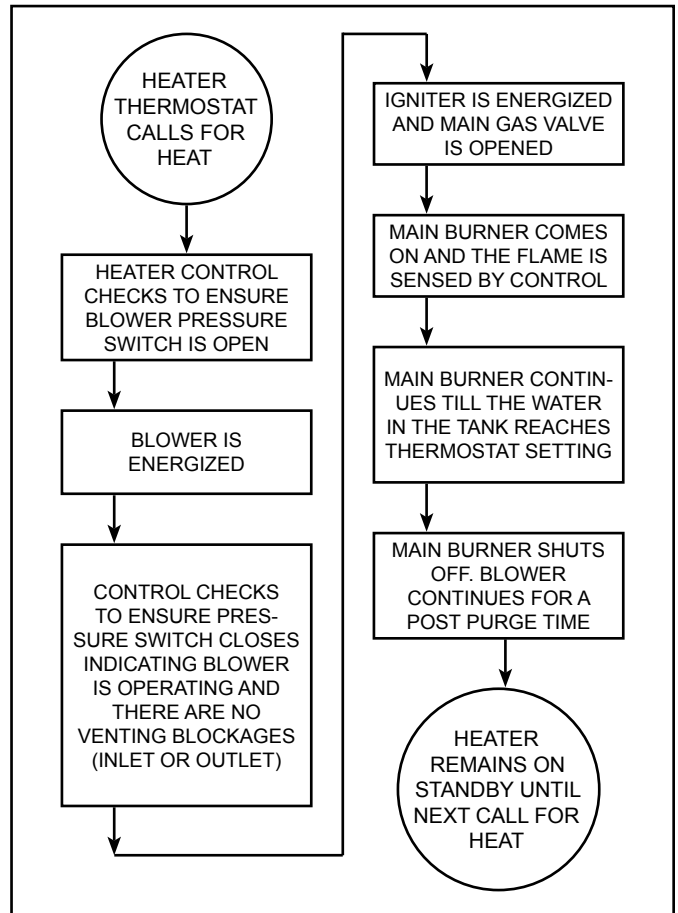 HEATER
THERMOSTAT
CALLS FOR
HEAT
HEATER CONTROL
CHECKS TO ENSURE
BLOWER PRESSURE
SWITCH IS OPEN
BLOWER IS
ENERGIZED
CONTROL CHECKS
TO ENSURE PRES-
SURE SWITCH CLOSES
INDICATING BLOWER
IS OPERATING AND
THERE ARE NO
VENTING BLOCKAGES
(INLET OR OUTLET)
IGNITER IS ENERGIZED
AND MAIN GAS VALVE
IS OPENED
MAIN BURNER COMES
ON AND THE FLAME IS
SENSED BY CONTROL
MAIN BURNER CONTIN-
UES TILL THE WATER
IN THE TANK REACHES
THERMOSTAT SETTING
MAIN BURNER SHUTS
OFF. BLOWER
CONTINUES FOR A
POST PURGE TIME
HEATER
REMAINS ON
STANDBY UNTIL
NEXT CALL FOR
HEAT